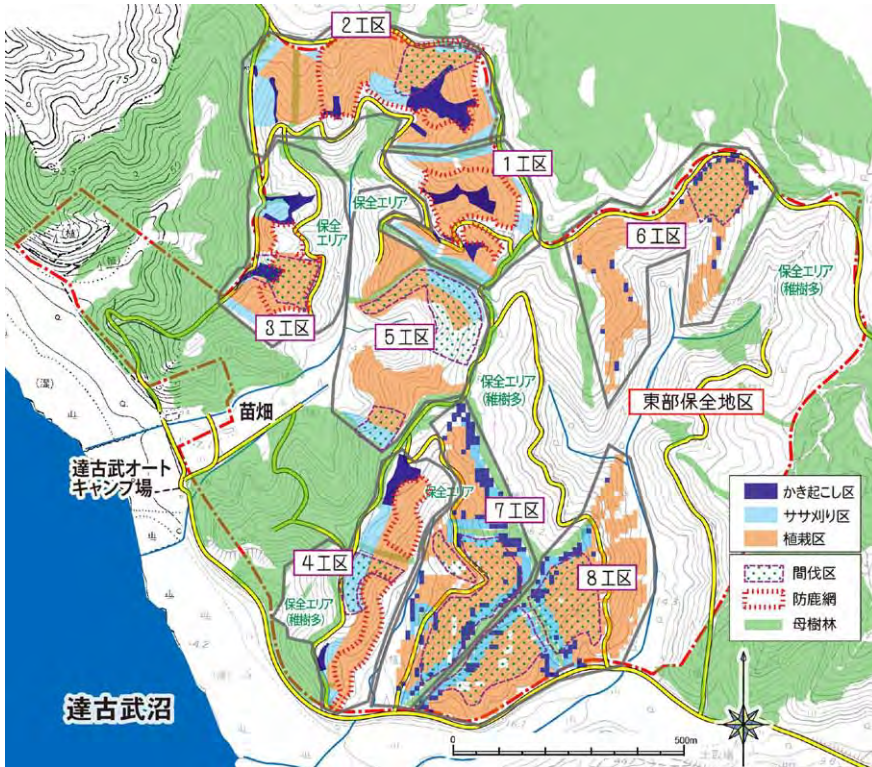 2工区
1工区
保全エリア
保全
エリア
6工区
保全エリア
(稚樹多)
3工区
5工区
保全エリア
(稚樹多)
東部保全地区
苗畑
達古武オート
キャンプ場
保全エリア
7工区
4工区
8工区
保全エリア
(稚樹多)
達古武沼
かき起こし区
ササ刈り区
植栽区
間伐区
防鹿網
母樹林
0
500m